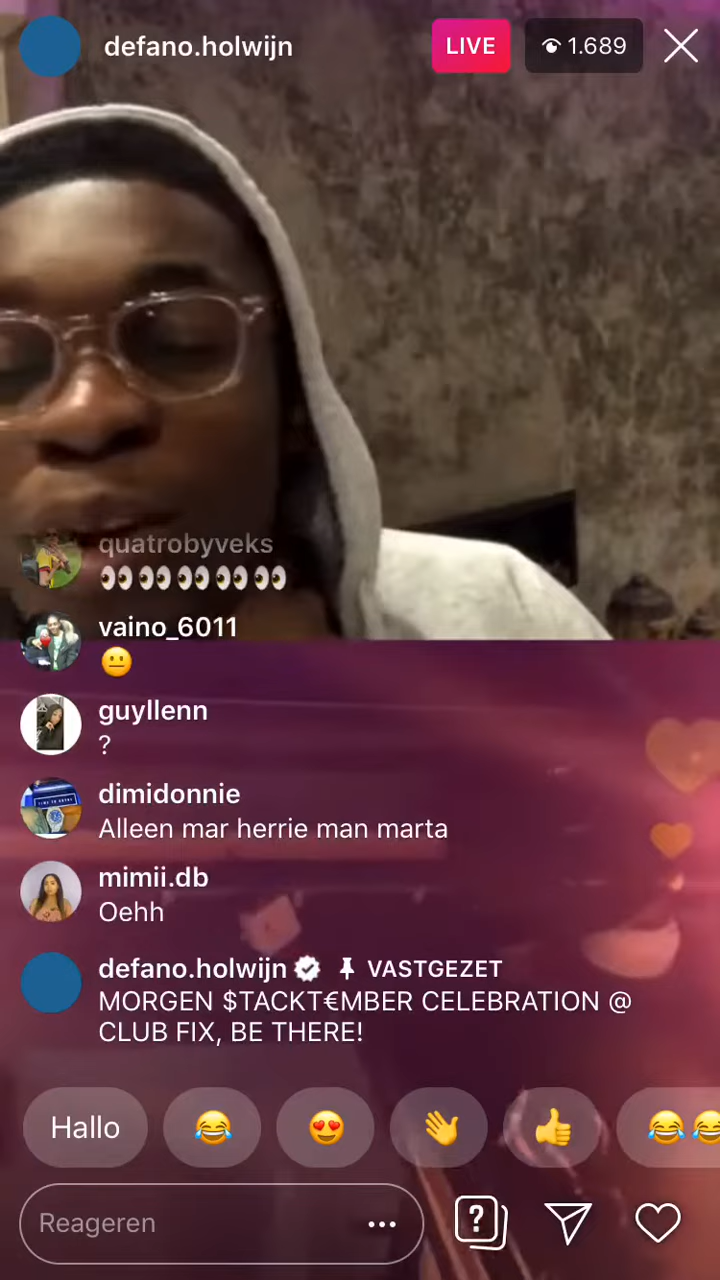 defano.holwijn
LIVE
1.689
quatrobyveks
👀👀👀👀👀
vaino_6011
😐
guyllenn
?
dimidonnie
Alleen mar herrie man marta
mimii.db
Oehh
defano.holwijn VASTGEZET
MORGEN $TACKT€MBER CELEBRATION @
CLUB FIX, BE THERE!
Hallo 😂 😍 👋 👍 😂😂
Reageren
?